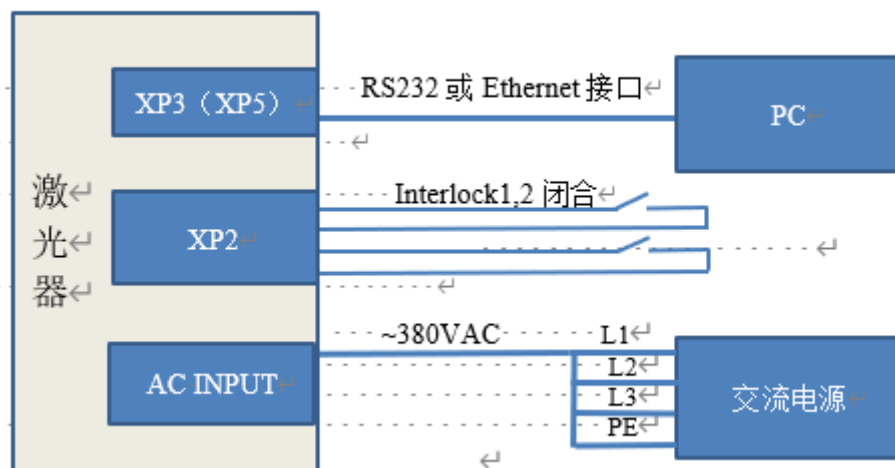 激
光
器
XP3（XP5）
RS232 或 Ethernet 接口
PC
XP2
Interlock1,2 闭合
AC INPUT
~380VAC
L1
L2
L3
PE
交流电源